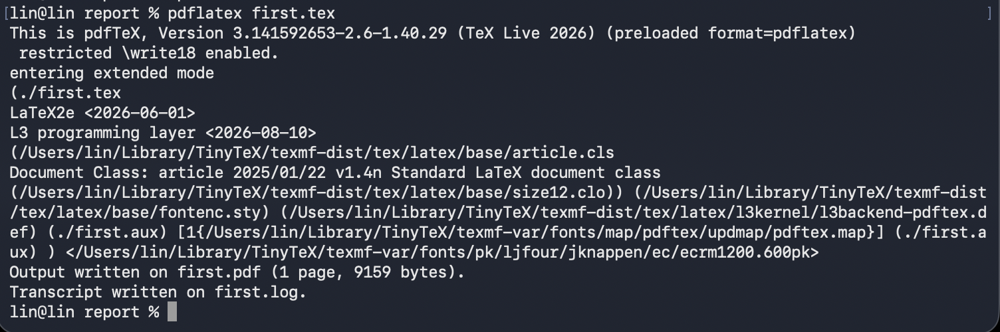 [lin@lin report % pdflatex first.tex ]
This is pdfTeX, Version 3.141592653-2.6-1.40.29 (TeX Live 2026) (preloaded format=pdflatex)
 restricted \write18 enabled.
entering extended mode
(./first.tex
LaTeX2e <2026-06-01>
L3 programming layer <2026-08-10>
(/Users/lin/Library/TinyTeX/texmf-dist/tex/latex/base/article.cls
Document Class: article 2025/01/22 v1.4n Standard LaTeX document class
(/Users/lin/Library/TinyTeX/texmf-dist/tex/latex/base/size12.clo)) (/Users/lin/Library/TinyTeX/texmf-dist
/tex/latex/base/fontenc.sty) (/Users/lin/Library/TinyTeX/texmf-dist/tex/latex/l3kernel/l3backend-pdftex.d
ef) (./first.aux) [1{/Users/lin/Library/TinyTeX/texmf-var/fonts/map/pdftex/updmap/pdftex.map}] (./first.a
ux) ) </Users/lin/Library/TinyTeX/texmf-var/fonts/pk/ljfour/jknappen/ec/ecrm1200.600pk>
Output written on first.pdf (1 page, 9159 bytes).
Transcript written on first.log.
lin@lin report %